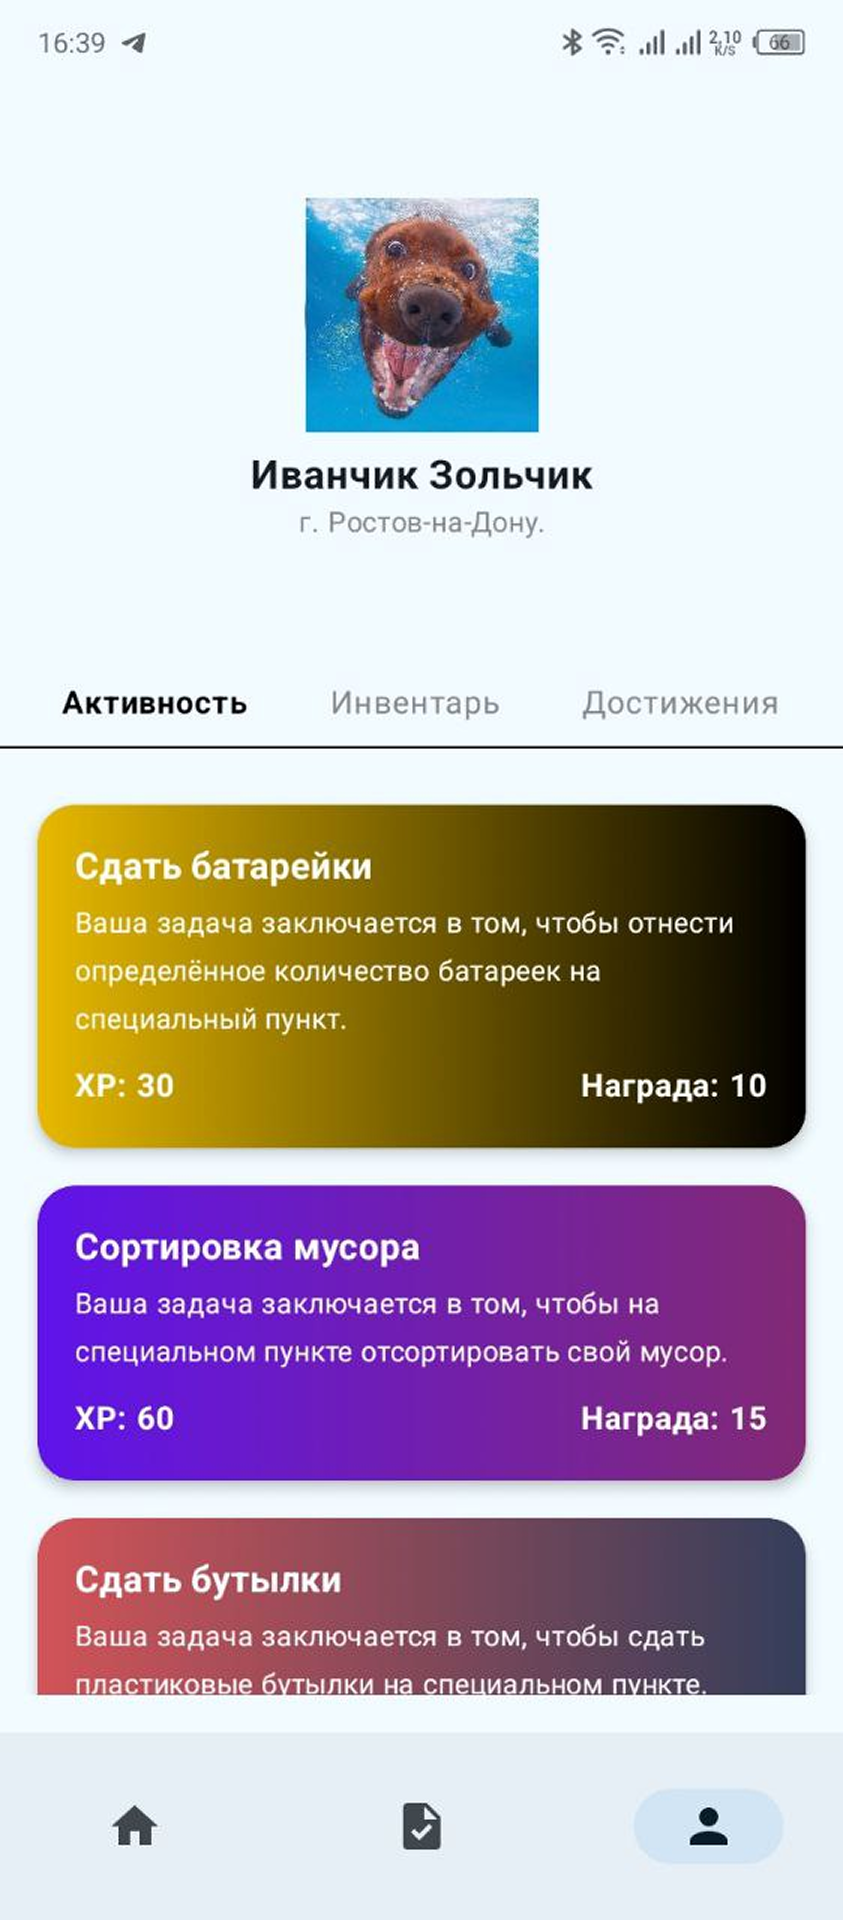 16:39
2,10
K/S
66
Иванчик Зольчик
г. Ростов-на-Дону.
Активность Инвентарь Достижения
Сдать батарейки
Ваша задача заключается в том, чтобы отнести
определённое количество батареек на
специальный пункт.
XP: 30 Награда: 10
Сортировка мусора
Ваша задача заключается в том, чтобы на
специальном пункте отсортировать свой мусор.
XP: 60 Награда: 15
Сдать бутылки
Ваша задача заключается в том, чтобы сдать
пластиковые бутылки на специальном пункте.